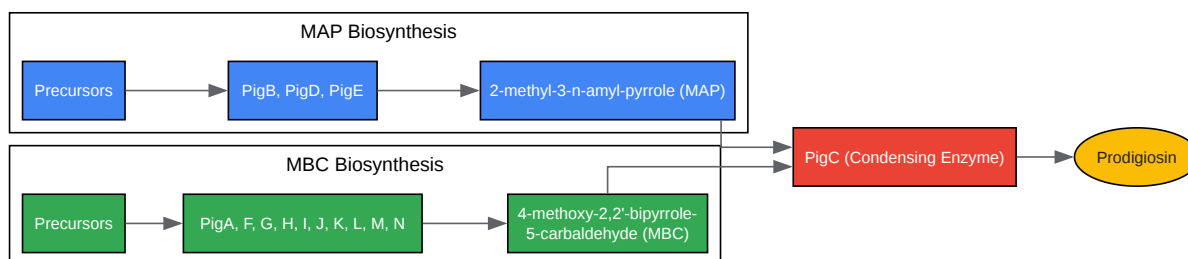 MAP Biosynthesis
Precursors
PigB, PigD, PigE
2-methyl-3-n-amyl-pyrrole (MAP)
MBC Biosynthesis
Precursors
PigA, F, G, H, I, J, K, L, M, N
4-methoxy-2,2'-bipyrrole-
5-carbaldehyde (MBC)
PigC (Condensing Enzyme)
Prodigiosin